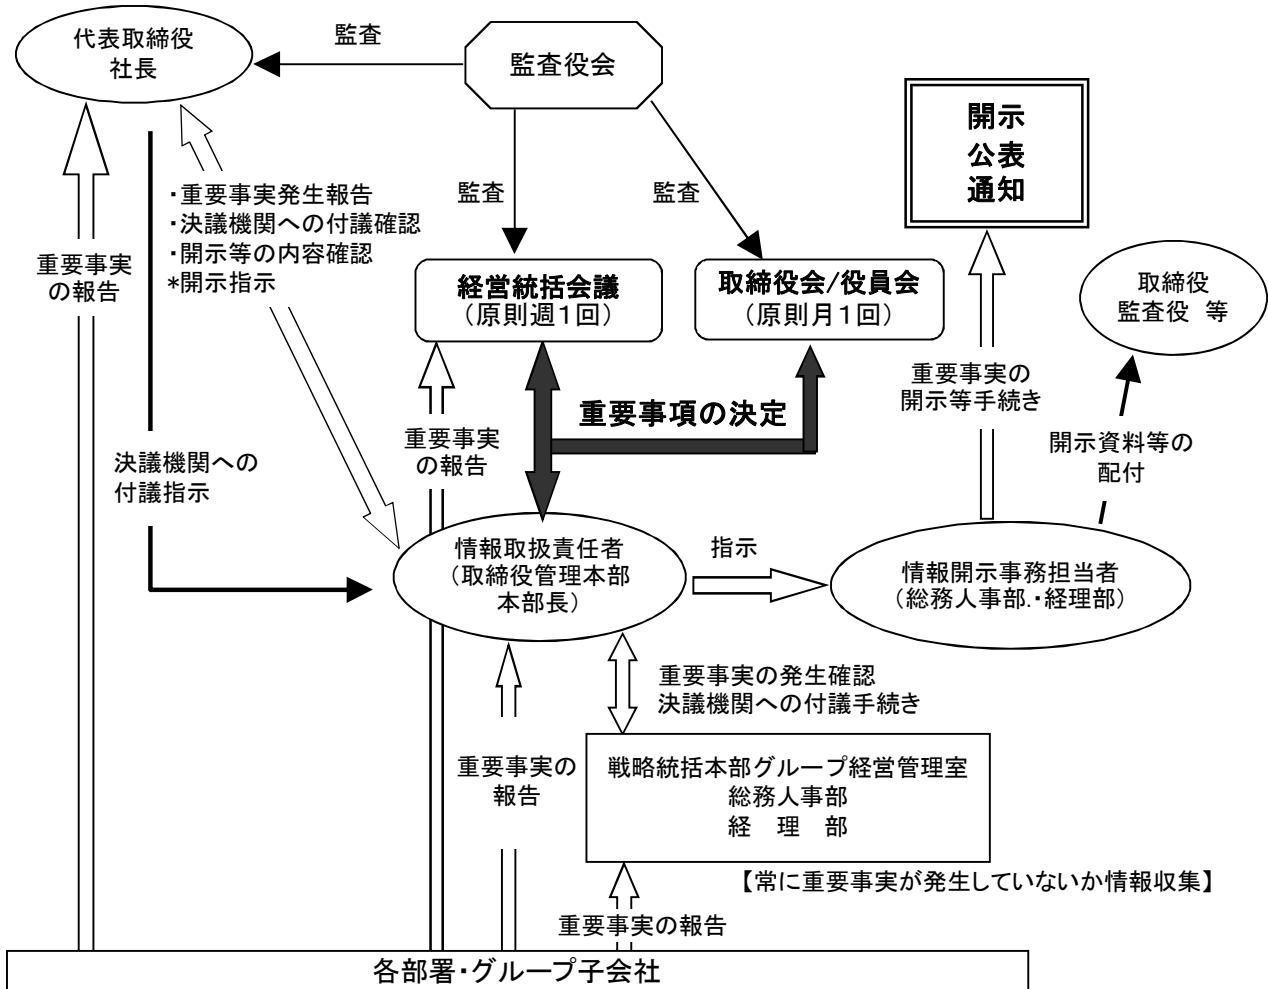 代表取締役
社長
監査
監査役会
開示
公表
通知
・重要事実発生報告
・決議機関への付議確認
・開示等の内容確認
*開示指示
監査
監査
重要事実
の報告
経営統括会議
（原則週１回）
取締役会/役員会
（原則月１回）
取締役
監査役　等
重要事実の
開示等手続き
重要事項の決定
重要事実
の報告
開示資料等の
配付
決議機関への
付議指示
情報取扱責任者
（取締役管理本部
本部長）
指示
情報開示事務担当者
（総務人事部.・経理部）
重要事実の発生確認
決議機関への付議手続き
重要事実の
報告
戦略統括本部グループ経営管理室
総務人事部
経　理　部
【常に重要事実が発生していないか情報収集】
重要事実の報告
各部署・グループ子会社